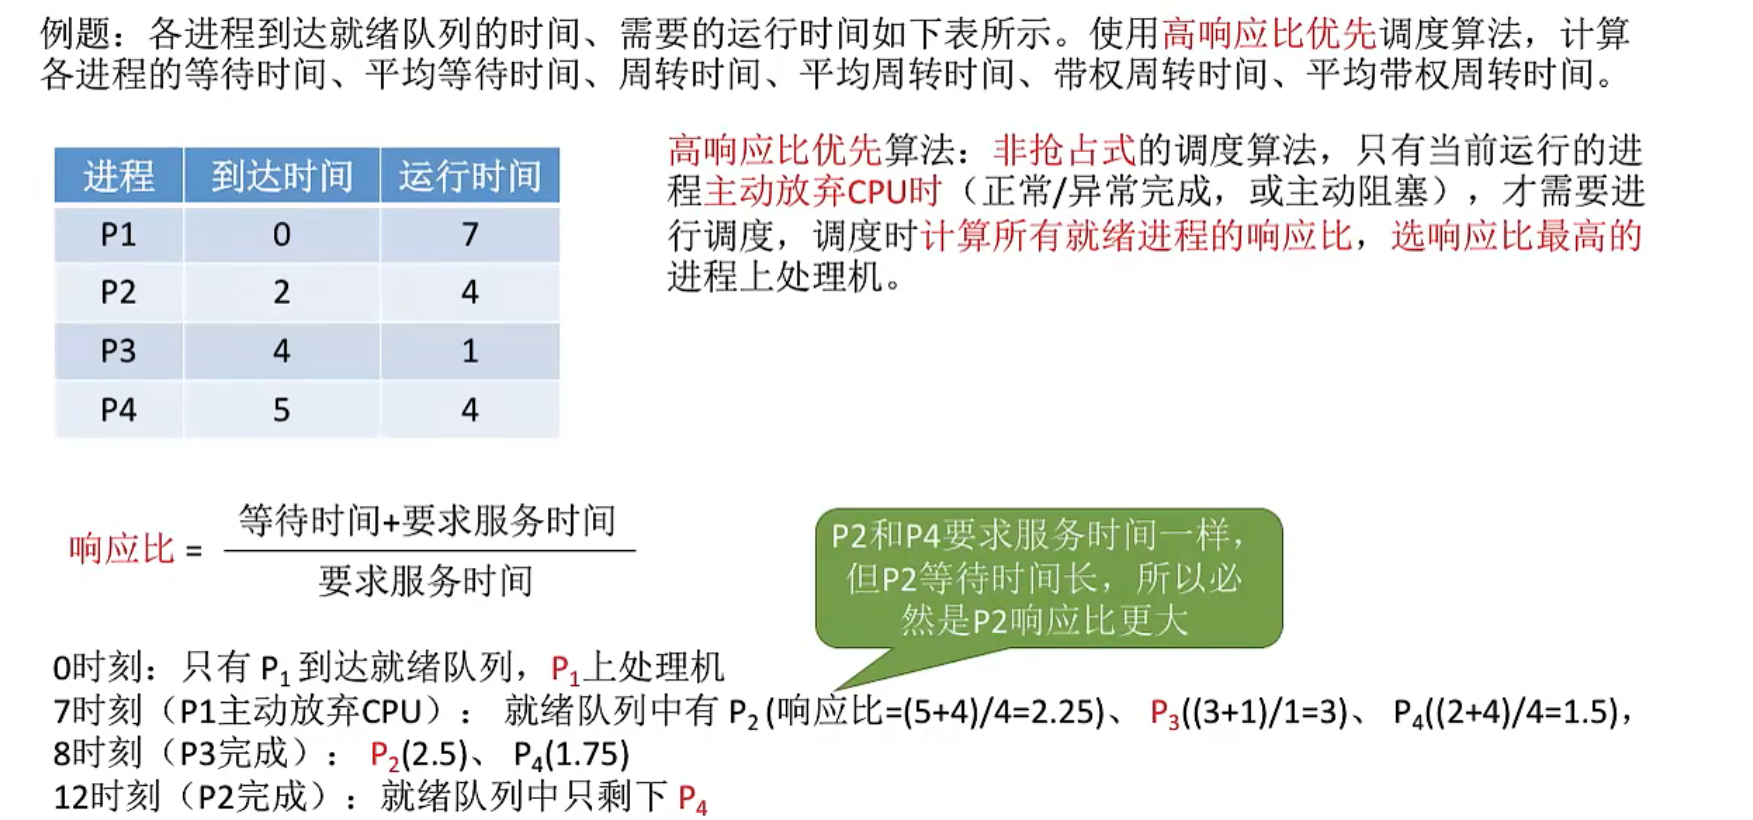 例题：各进程到达就绪队列的时间、需要的运行时间如下表所示。使用高响应比优先调度算法，计算
各进程的等待时间、平均等待时间、周转时间、平均周转时间、带权周转时间、平均带权周转时间。
进程 到达时间 运行时间
P1 0 7
P2 2 4
P3 4 1
P4 5 4
高响应比优先算法：非抢占式的调度算法，只有当前运行的进
程主动放弃CPU时（正常/异常完成，或主动阻塞），才需要进
行调度，调度时计算所有就绪进程的响应比，选响应比最高的
进程上处理机。
响应比 = 
等待时间+要求服务时间
要求服务时间
P2和P4要求服务时间一样，
但P2等待时间长，所以必
然是P2响应比更大
0时刻：只有 P₁ 到达就绪队列，P₁上处理机
7时刻（P1主动放弃CPU）： 就绪队列中有 P₂ (响应比=(5+4)/4=2.25)、 P₃((3+1)/1=3)、 P₄((2+4)/4=1.5)，
8时刻（P3完成）： P₂(2.5)、 P₄(1.75)
12时刻（P2完成）：就绪队列中只剩下 P₄